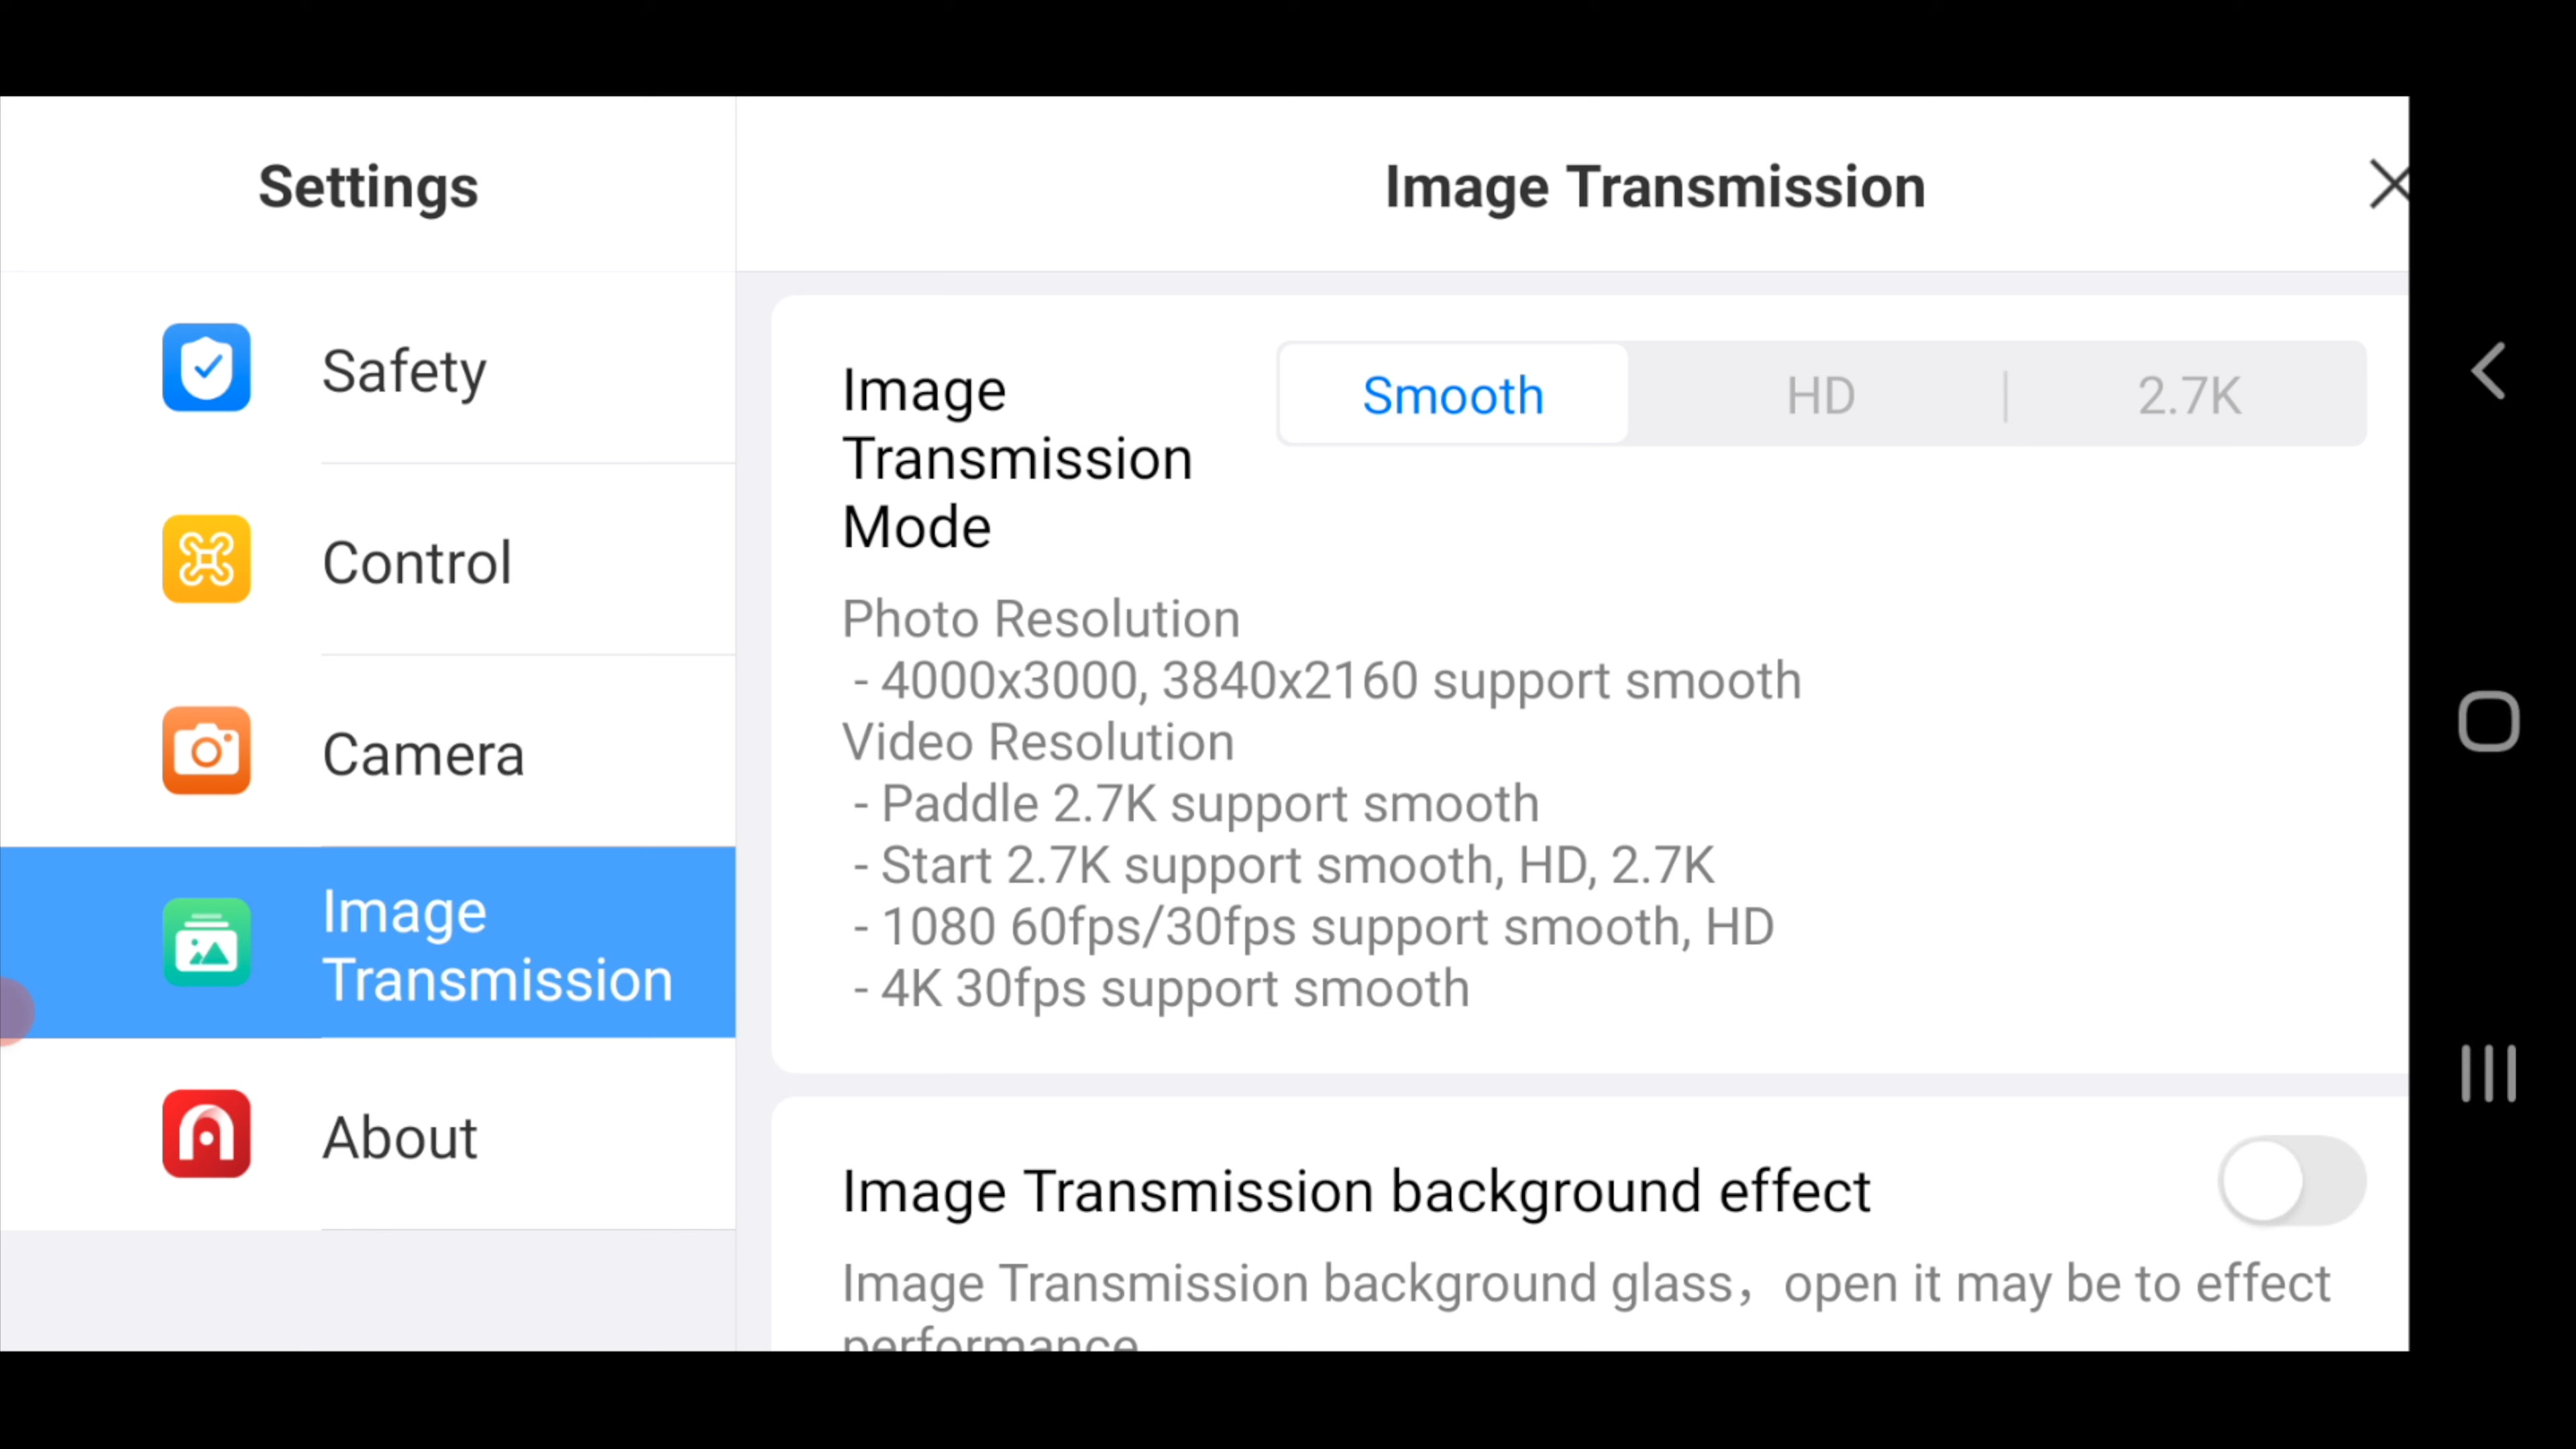 Settings
Image Transmission
Safety
Control
Camera
Image
Transmission
About
Image
Transmission
Mode
Smooth
HD
2.7K
Photo Resolution
- 4000x3000, 3840x2160 support smooth
Video Resolution
- Paddle 2.7K support smooth
- Start 2.7K support smooth, HD, 2.7K
- 1080 60fps/30fps support smooth, HD
- 4K 30fps support smooth
Image Transmission background effect
Image Transmission background glass，open it may be to effect
performance